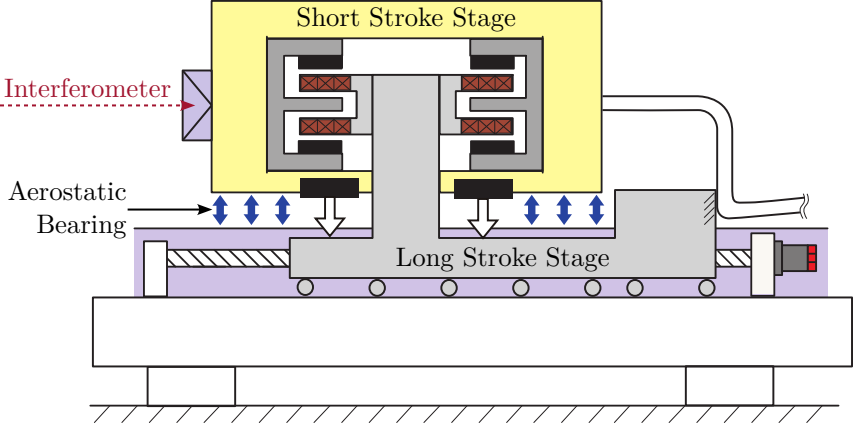 Short Stroke Stage
Interferometer
Aerostatic
Bearing
Long Stroke Stage